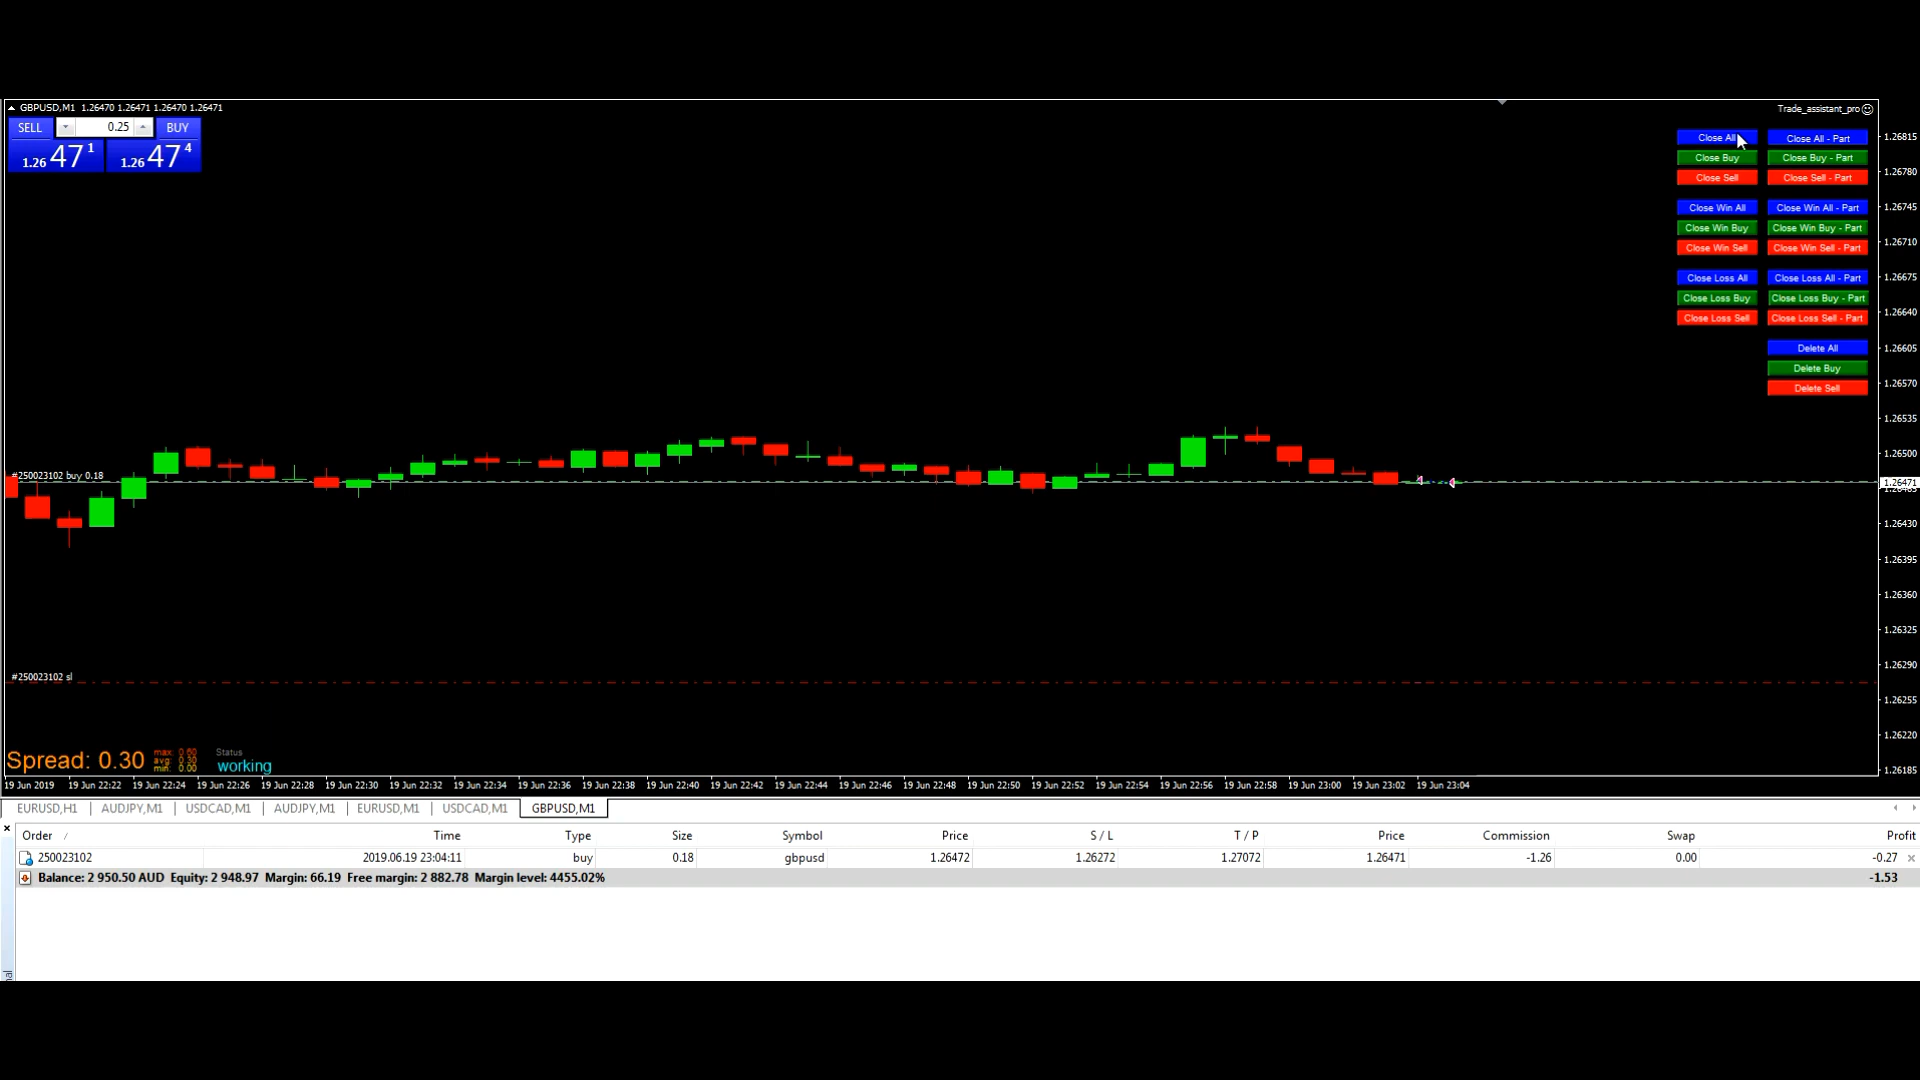 GBPUSD,M1 1.26470 1.26471 1.26470 1.26471
Trade_assistant_pro
SELL 0.25 BUY
1.26 47 1 1.26 47 4
Close All Close All - Part
Close Buy Close Buy - Part
Close Sell Close Sell - Part
Close Win All Close Win All - Part
Close Win Buy Close Win Buy - Part
Close Win Sell Close Win Sell - Part
Close Loss All Close Loss All - Part
Close Loss Buy Close Loss Buy - Part
Close Loss Sell Close Loss Sell - Part
Delete All
Delete Buy
Delete Sell
1.26815
1.26780
1.26745
1.26710
1.26675
1.26640
1.26605
1.26570
1.26535
1.26500
1.26471
1.26430
1.26395
1.26360
1.26325
1.26290
1.26255
1.26220
1.26185
#250023102 buy 0.18
#250023102 sl
Spread: 0.30
max: 0.60
avg: 0.30
min: 0.00
Status
working
19 Jun 2019 19 Jun 22:22 19 Jun 22:24 19 Jun 22:26 19 Jun 22:28 19 Jun 22:30 19 Jun 22:32 19 Jun 22:34 19 Jun 22:36 19 Jun 22:38 19 Jun 22:40 19 Jun 22:42 19 Jun 22:44 19 Jun 22:46 19 Jun 22:48 19 Jun 22:50 19 Jun 22:52 19 Jun 22:54 19 Jun 22:56 19 Jun 22:58 19 Jun 23:00 19 Jun 23:02 19 Jun 23:04
EURUSD,H1 AUDJPY,M1 USDCAD,M1 AUDJPY,M1 EURUSD,M1 USDCAD,M1 GBPUSD,M1
Order / Time Type Size Symbol Price S / L T / P Price Commission Swap Profit
250023102 2019.06.19 23:04:11 buy 0.18 gbpusd 1.26472 1.26272 1.27072 1.26471 -1.26 0.00 -0.27
Balance: 2 950.50 AUD Equity: 2 948.97 Margin: 66.19 Free margin: 2 882.78 Margin level: 4455.02% -1.53